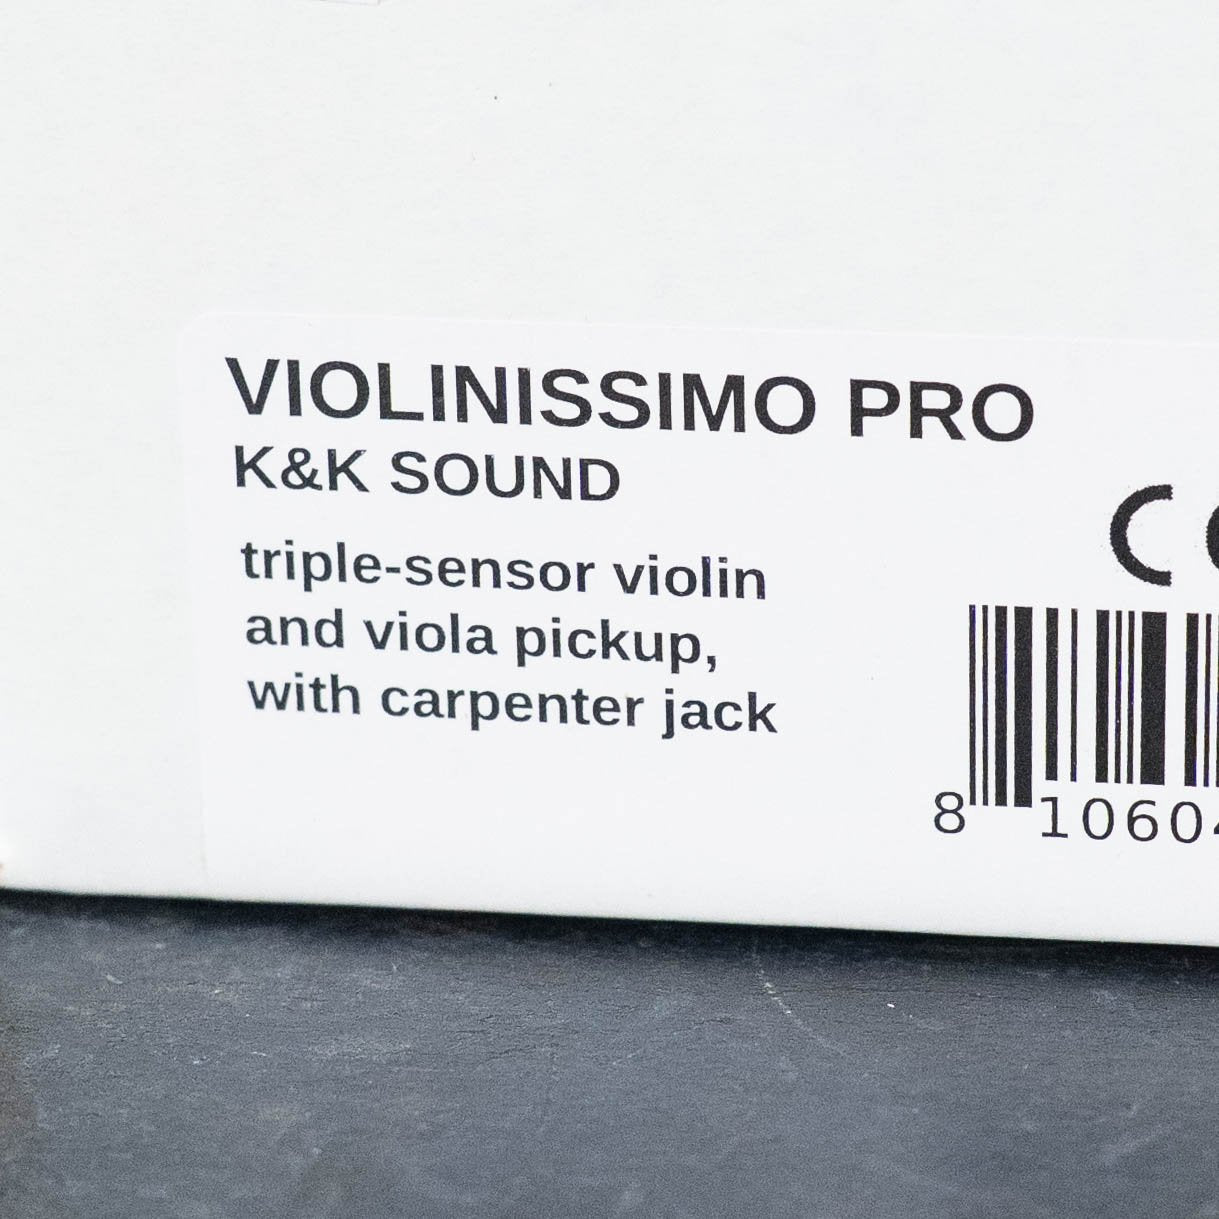 VIOLINISSIMO PRO
K&K SOUND
triple-sensor violin
and viola pickup,
with carpenter jack
8 10604